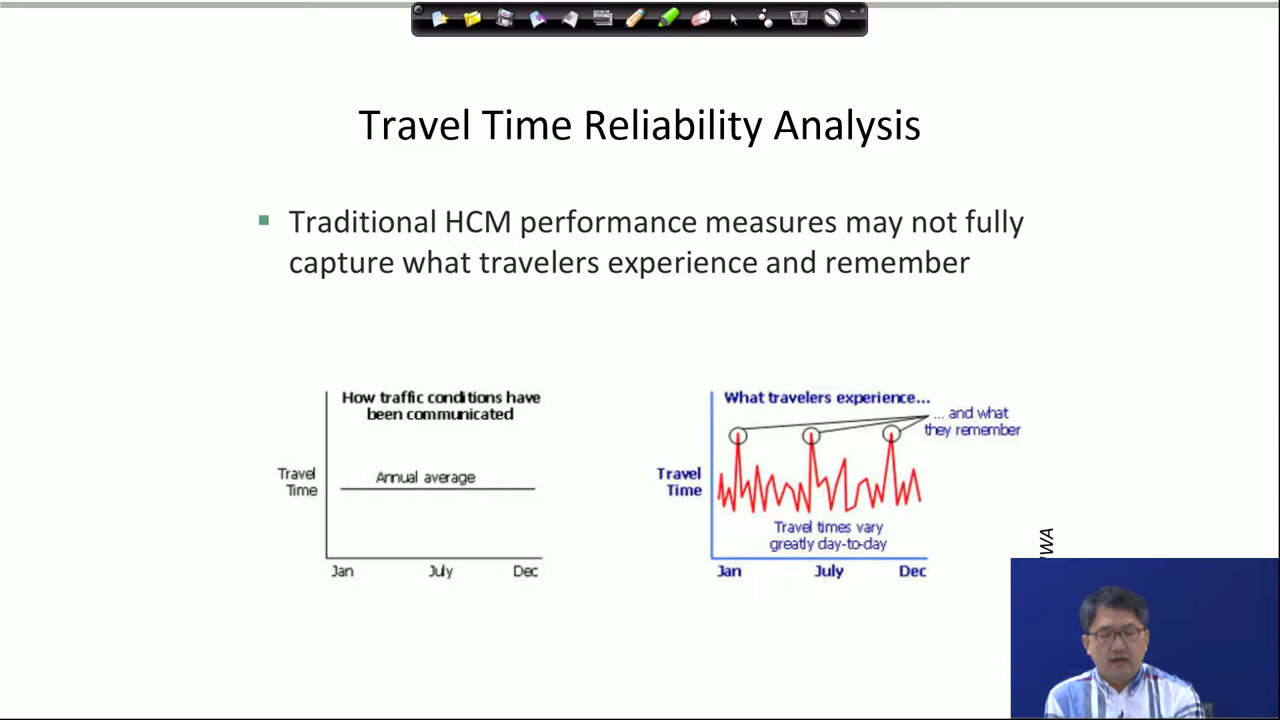 Travel Time Reliability Analysis
Traditional HCM performance measures may not fully
capture what travelers experience and remember
How traffic conditions have
been communicated
Travel
Time
Annual average
Jan July Dec
What travelers experience...
... and what
they remember
Travel
Time
Travel times vary
greatly day-to-day
Jan July Dec